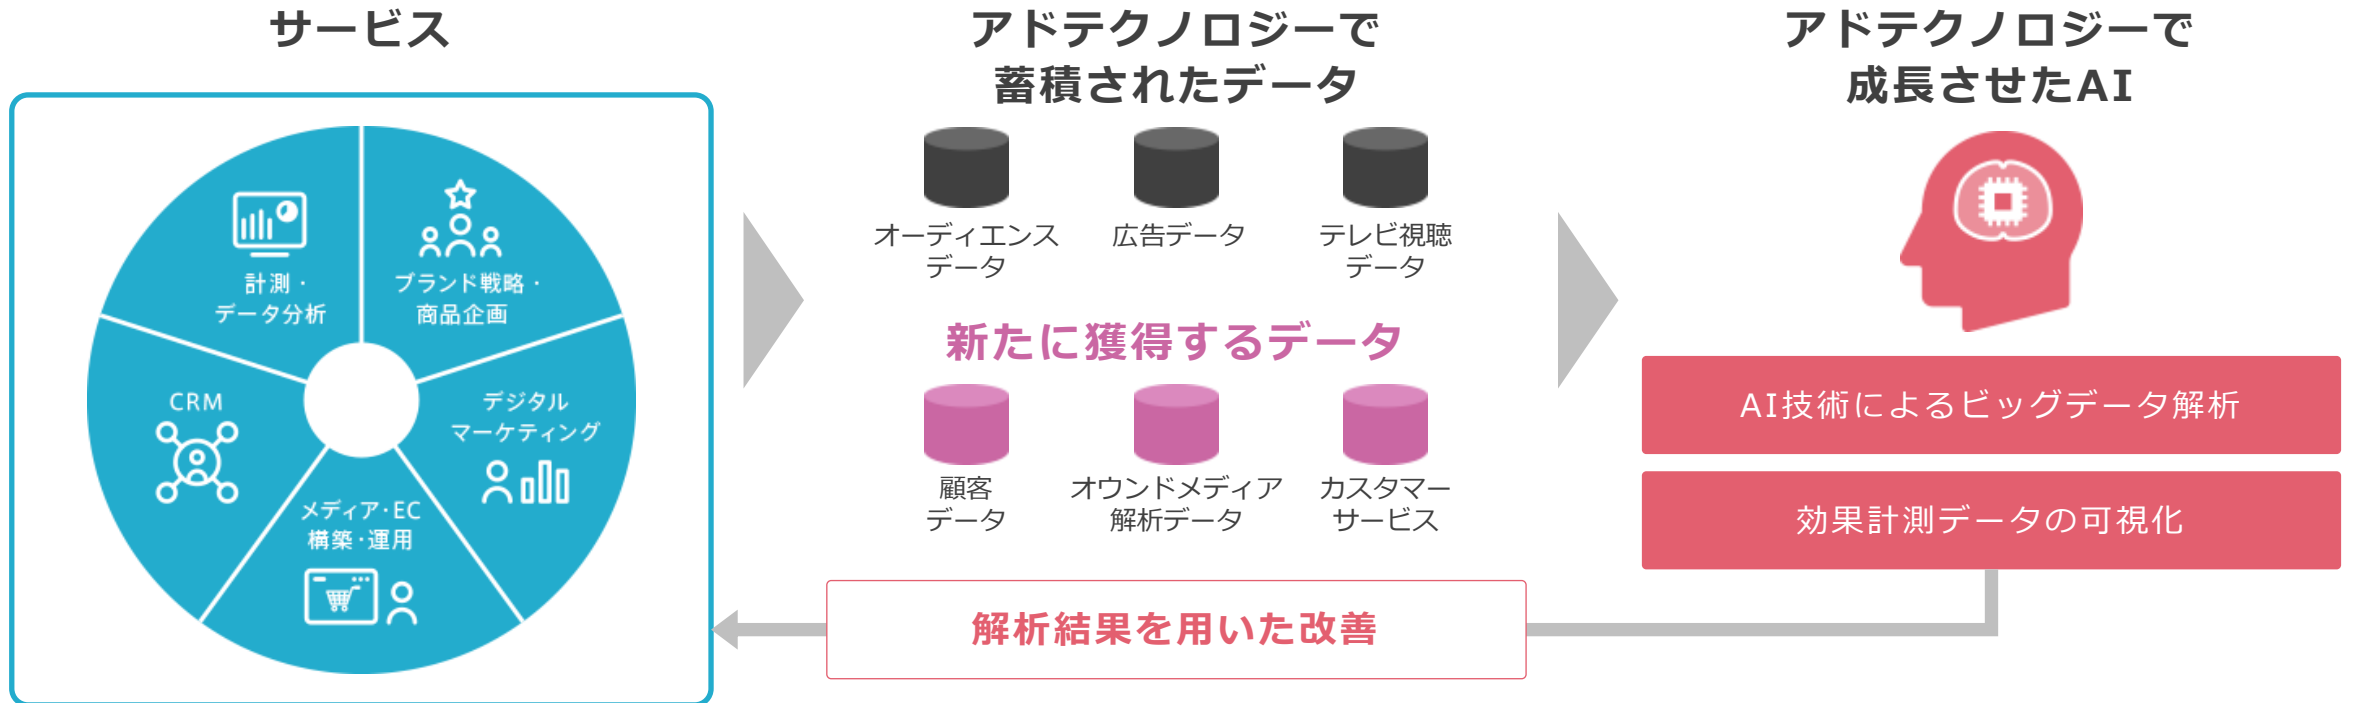 サービス
計測・
データ分析
ブランド戦略・
商品企画
CRM
デジタル
マーケティング
メディア・EC
構築・運用
アドテクノロジーで
蓄積されたデータ
オーディエンス
データ
広告データ
テレビ視聴
データ
新たに獲得するデータ
顧客
データ
オウンドメディア
解析データ
カスタマー
サービス
アドテクノロジーで
成長させたAI
AI技術によるビッグデータ解析
効果計測データの可視化
解析結果を用いた改善